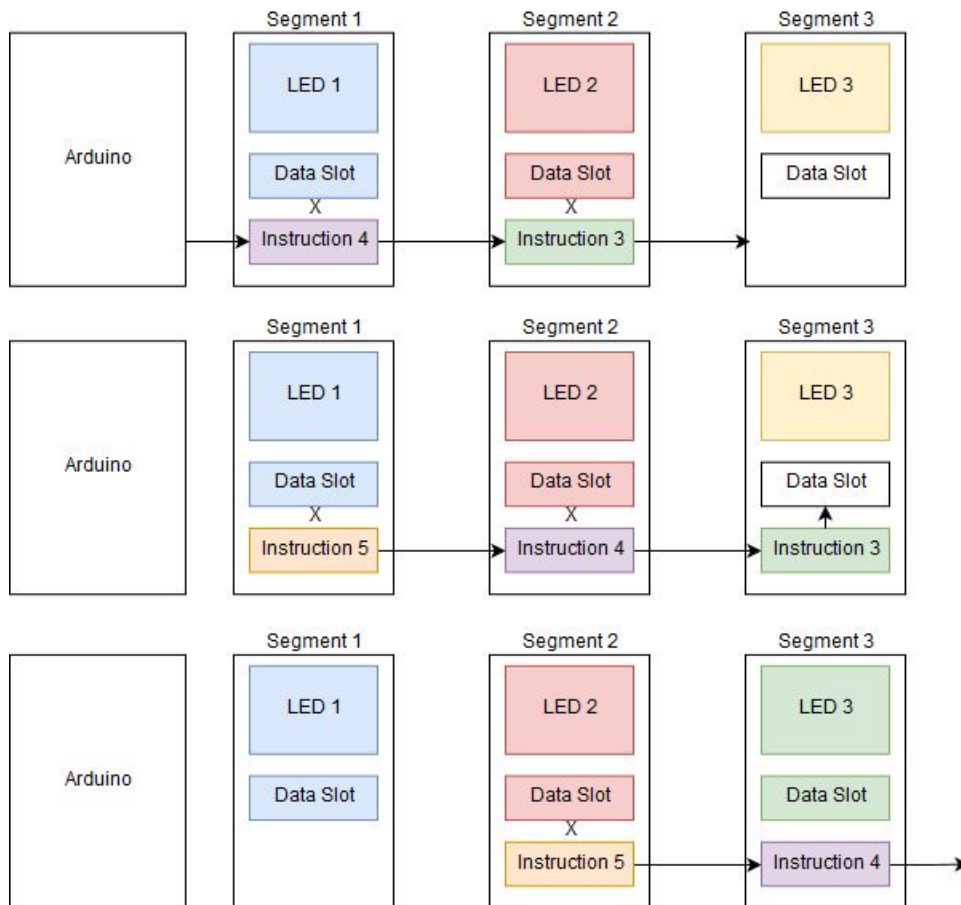 Segment 1
Segment 2
Segment 3
LED 1
LED 2
LED 3
Arduino
Data Slot
Data Slot
Data Slot
X
X
Instruction 4
Instruction 3
Segment 1
Segment 2
Segment 3
LED 1
LED 2
LED 3
Arduino
Data Slot
Data Slot
Data Slot
X
X
Instruction 5
Instruction 4
Instruction 3
Segment 1
Segment 2
Segment 3
LED 1
LED 2
LED 3
Arduino
Data Slot
Data Slot
Data Slot
X
Instruction 5
Instruction 4